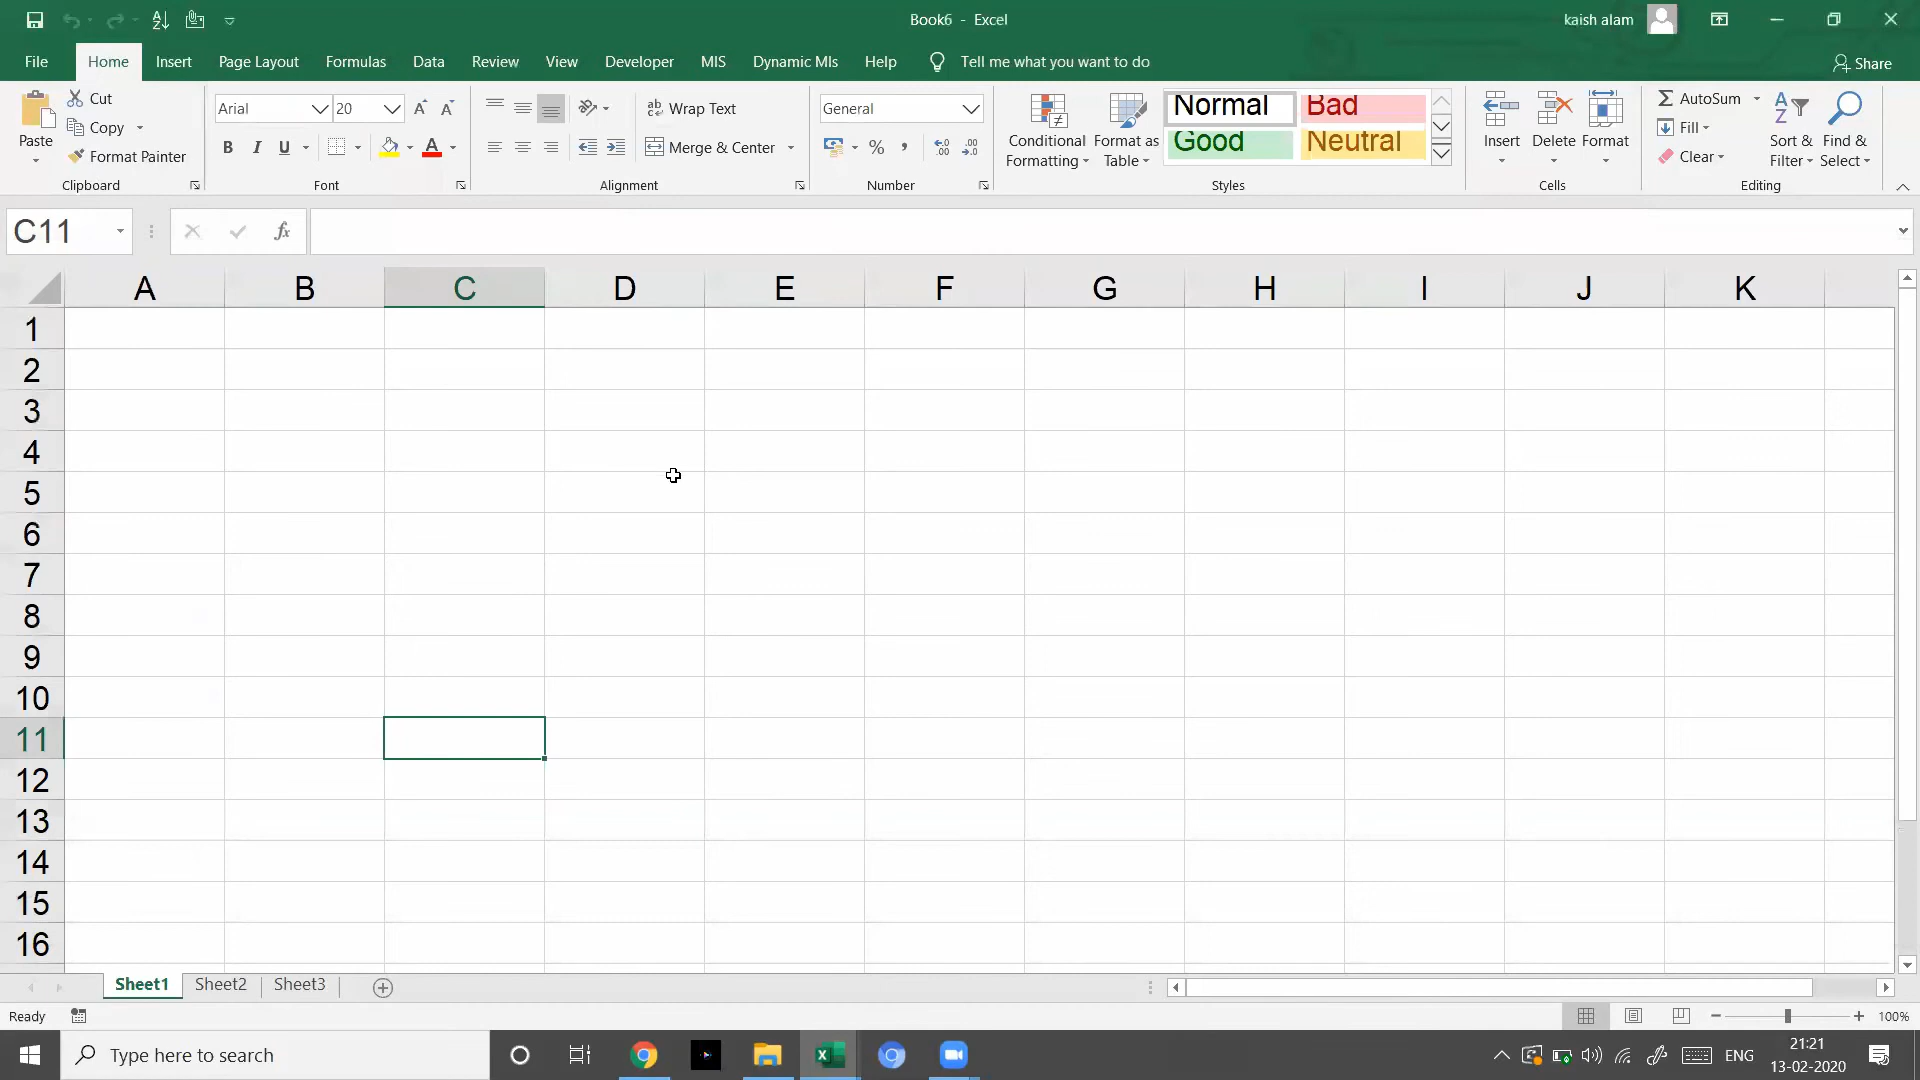 Book6 - Excel
kaish alam
File Home Insert Page Layout Formulas Data Review View Developer MIS Dynamic MIs Help Tell me what you want to do Share
Paste
Cut
Copy
Format Painter
Clipboard
Arial 20
B I U A
Font
ab Wrap Text
Merge & Center
Alignment
General
% ,
Number
Conditional Formatting
Format as Table
Normal Bad
Good Neutral
Styles
Insert Delete Format
Cells
AutoSum
Fill
Clear
Sort & Filter
Find & Select
Editing
C11 fx
A B C D E F G H I J K
1
2
3
4
5
6
7
8
9
10
11
12
13
14
15
16
Sheet1 Sheet2 Sheet3
Ready 100%
Type here to search
ENG
21:21
13-02-2020